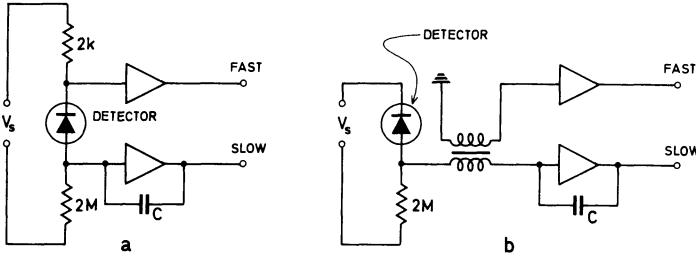 2k
FAST
Vs
DETECTOR
SLOW
2M
C
a
DETECTOR
FAST
Vs
SLOW
2M
C
b